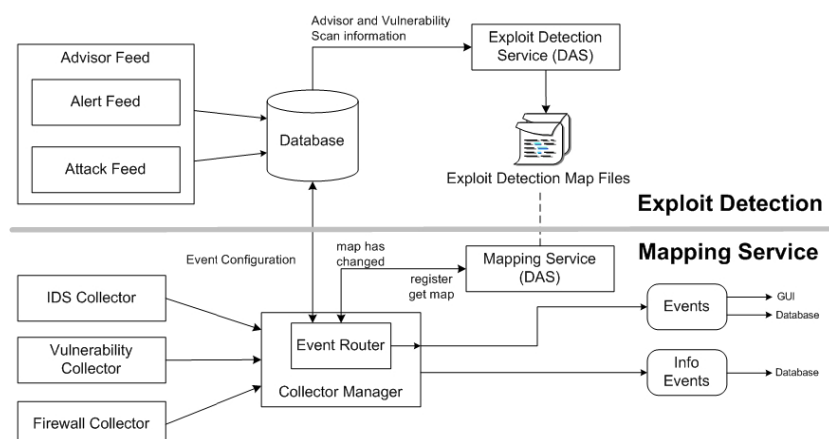 Advisor and Vulnerability
Scan information
Advisor Feed
Alert Feed
Attack Feed
Database
Exploit Detection
Service (DAS)
Exploit Detection Map Files
Exploit Detection
Mapping Service
Event Configuration
map has
changed
register
get map
Mapping Service
(DAS)
IDS Collector
Vulnerability
Collector
Firewall Collector
Event Router
Collector Manager
Events
GUI
Database
Info
Events
Database